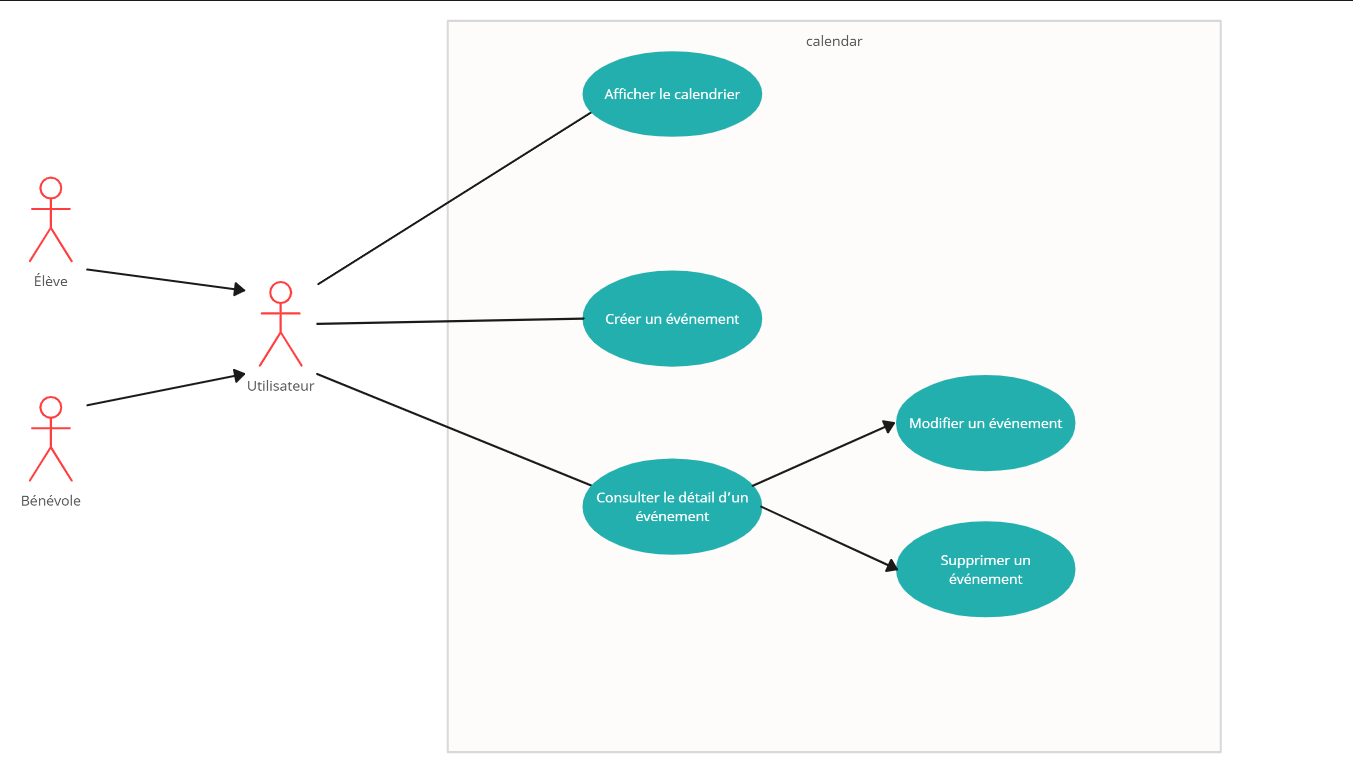 calendar
Afficher le calendrier
Élève
Créer un événement
Utilisateur
Modifier un événement
Bénévole
Consulter le détail d'un
événement
Supprimer un
événement